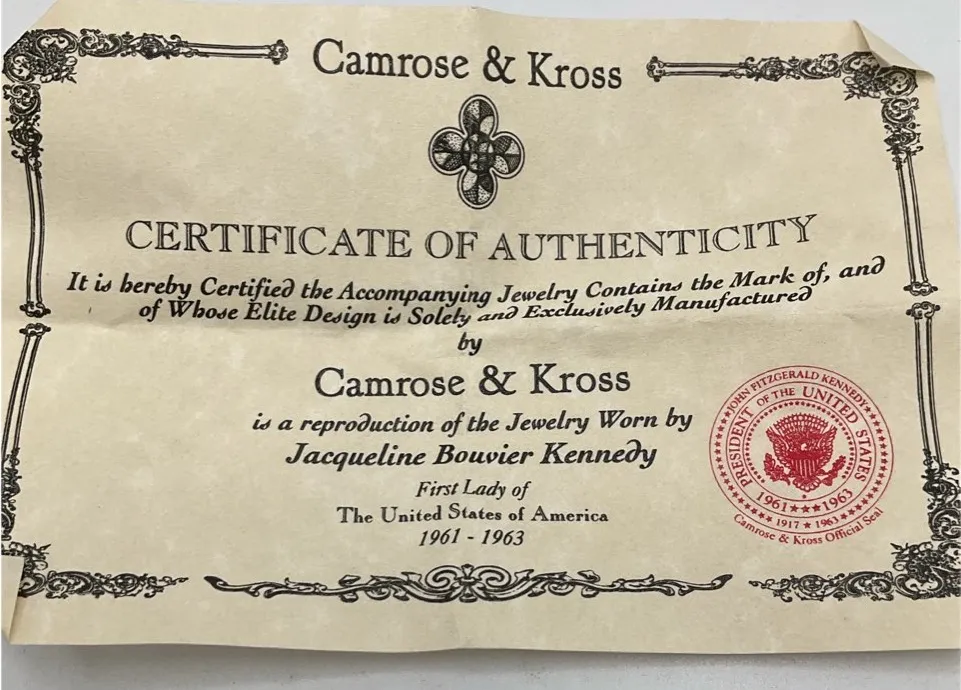 Camrose & Kross
CERTIFICATE OF AUTHENTICITY
It is hereby Certified the Accompanying Jewelry Contains the Mark of, and
of Whose Elite Design is Solely and Exclusively Manufactured
by
Camrose & Kross
is a reproduction of the Jewelry Worn by
Jacqueline Bouvier Kennedy
First Lady of
The United States of America
1961 - 1963
JOHN FITZGERALD KENNEDY
PRESIDENT OF THE UNITED STATES
1961 ★★★ 1963
1917 ★ 1963
Camrose & Kross Official Seal